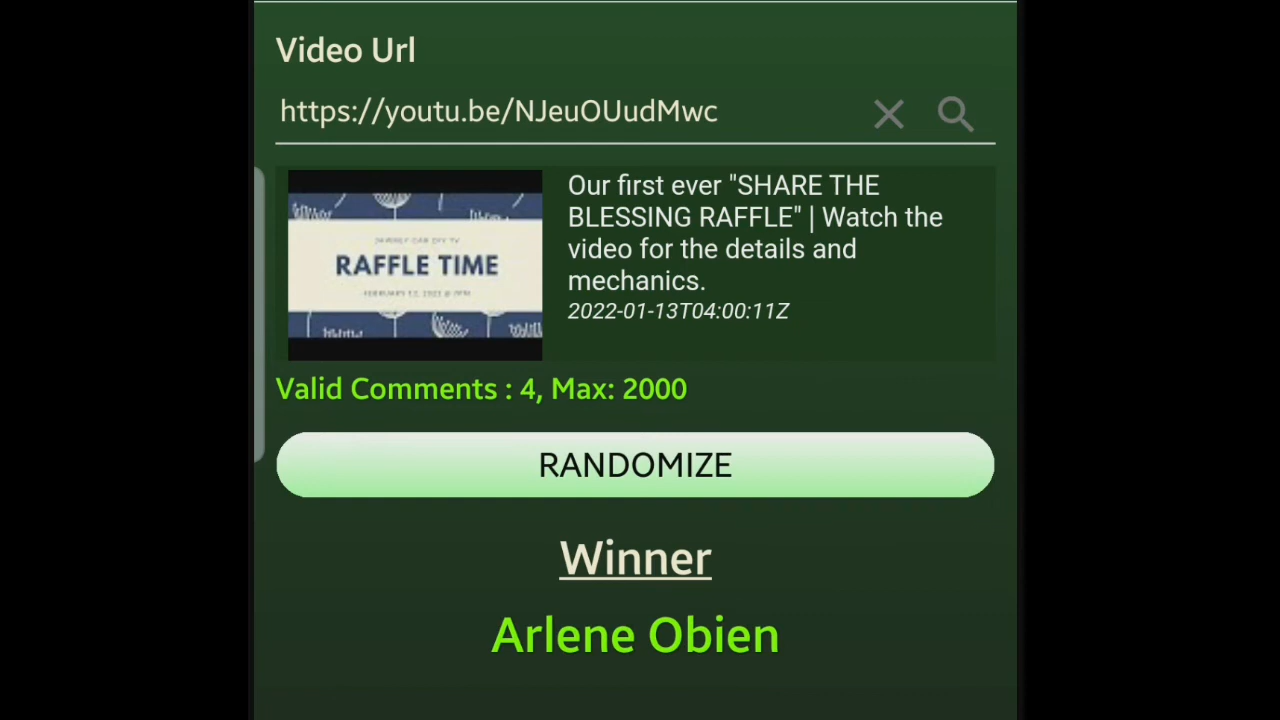 Video Url
https://youtu.be/NJeuOUudMwc
Our first ever "SHARE THE
BLESSING RAFFLE" | Watch the
video for the details and
mechanics.
2022-01-13T04:00:11Z
RAFFLE TIME
Valid Comments : 4, Max: 2000
RANDOMIZE
Winner
Arlene Obien